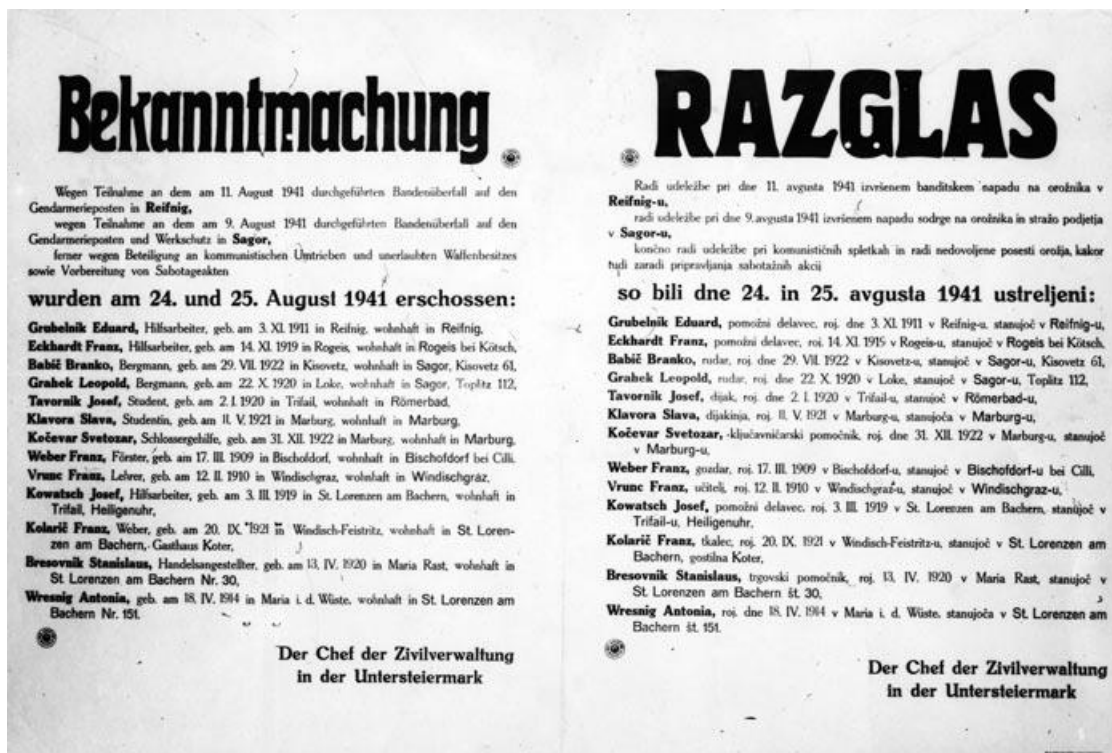 Bekanntmachung
Wegen Teilnahme an dem am 11. August 1941 durchgeführten Bandenüberfall auf den
Gendarmerieposten in Reifnig,
wegen Teilnahme an dem am 9. August 1941 durchgeführten Bandenüberfall auf den
Gendarmerieposten und Werkschutz in Sagor,
ferner wegen Beteiligung an kommunistischen Umtrieben und unerlaubten Waffenbesitzes
sowie Vorbereitung von Sabotageakten
wurden am 24. und 25. August 1941 erschossen:
Grubelnik Eduard, Hilfsarbeiter, geb. am 3. XI. 1911 in Reifnig, wohnhaft in Reifnig,
Eckhardt Franz, Hilfsarbeiter, geb. am 14. XI. 1919 in Rogeis, wohnhaft in Rogeis bei Kötsch,
Babič Branko, Bergmann, geb. am 29. VII. 1922 in Kisovetz, wohnhaft in Sagor, Kisovetz 61,
Grahek Leopold, Bergmann, geb. am 22. X. 1920 in Loke, wohnhaft in Sagor, Toplitz 112,
Tavornik Josef, Student, geb. am 2. I. 1920 in Trifail, wohnhaft in Römerbad,
Klavora Slava, Studentin, geb. am 11. V. 1921 in Marburg, wohnhaft in Marburg,
Kočevar Svetozar, Schlossergehilfe, geb. am 31. XII. 1922 in Marburg, wohnhaft in Marburg,
Weber Franz, Förster, geb. am 17. III. 1909 in Bischofdorf, wohnhaft in Bischofdorf bei Cilli,
Vrunc Franz, Lehrer, geb. am 12. II. 1910 in Windischgraz, wohnhaft in Windischgraz,
Kowatsch Josef, Hilfsarbeiter, geb. am 3. III. 1919 in St. Lorenzen am Bachern, wohnhaft in
Trifail, Heiligenuhr,
Kolarič Franz, Weber, geb. am 20. IX. 1921 in Windisch-Feistritz, wohnhaft in St. Loren-
zen am Bachern, Gasthaus Koter,
Bresovnik Stanislaus, Handelsangestellter, geb. am 13. IV. 1920 in Maria Rast, wohnhaft in
St. Lorenzen am Bachern Nr. 30,
Wresnig Antonia, geb. am 18. IV. 1914 in Maria i. d. Wüste, wohnhaft in St. Lorenzen am
Bachern Nr. 151.
Der Chef der Zivilverwaltung
in der Untersteiermark
RAZGLAS
Radi udeležbe pri dne 11. avgusta 1941 izvršenem banditskem napadu na orožnika v
Reifnig-u,
radi udeležbe pri dne 9. avgusta 1941 izvršenem napadu sodrge na orožnika in stražo podjetja
v Sagor-u,
končno radi udeležbe pri komunističnih spletkah in radi nedovoljene posesti orožja, kakor
tudi zaradi pripravljanja sabotažnih akcij
so bili dne 24. in 25. avgusta 1941 ustreljeni:
Grubelnik Eduard, pomožni delavec, roj. dne 3. XI. 1911 v Reifnig-u, stanujoč v Reifnig-u,
Eckhardt Franz, pomožni delavec, roj. 14. XI. 1919 v Rogeis-u, stanujoč v Rogeis bei Kötsch,
Babič Branko, rudar, roj. dne 29. VII. 1922 v Kisovetz-u, stanujoč v Sagor-u, Kisovetz 61,
Grahek Leopold, rudar, roj. dne 22. X. 1920 v Loke, stanujoč v Sagor-u, Toplitz 112,
Tavornik Josef, dijak, roj. dne 2. I. 1920 v Trifail-u, stanujoč v Römerbad-u,
Klavora Slava, dijakinja, roj. 11. V. 1921 v Marburg-u, stanujoča v Marburg-u,
Kočevar Svetozar, ključavničarski pomočnik, roj. dne 31. XII. 1922 v Marburg-u, stanujoč
v Marburg-u,
Weber Franz, gozdar, roj. 17. III. 1909 v Bischofdorf-u, stanujoč v Bischofdorf-u bei Cilli,
Vrunc Franz, učitelj, roj. 12. II. 1910 v Windischgraz-u, stanujoč v Windischgraz-u,
Kowatsch Josef, pomožni delavec, roj. 3. III. 1919 v St. Lorenzen am Bachern, stanujoč v
Trifail-u, Heiligenuhr,
Kolarič Franz, tkalec, roj. 20. IX. 1921 v Windisch-Feistritz-u, stanujoč v St. Lorenzen am
Bachern, gostilna Koter,
Bresovnik Stanislaus, trgovski pomočnik, roj. 13. IV. 1920 v Maria Rast, stanujoč v
St. Lorenzen am Bachern št. 30,
Wresnig Antonia, roj. dne 18. IV. 1914 v Maria i. d. Wüste, stanujoča v St. Lorenzen am
Bachern št. 151.
Der Chef der Zivilverwaltung
in der Untersteiermark